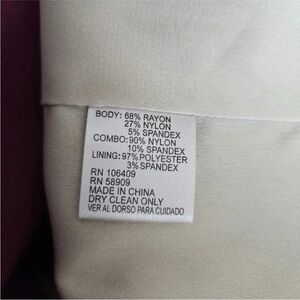 BODY: 68% RAYON
27% NYLON
5% SPANDEX
COMBO: 90% NYLON
10% SPANDEX
LINING: 97% POLYESTER
3% SPANDEX
RN 106409
RN 58909
MADE IN CHINA
DRY CLEAN ONLY
VER AL DORSO PARA CUIDADO